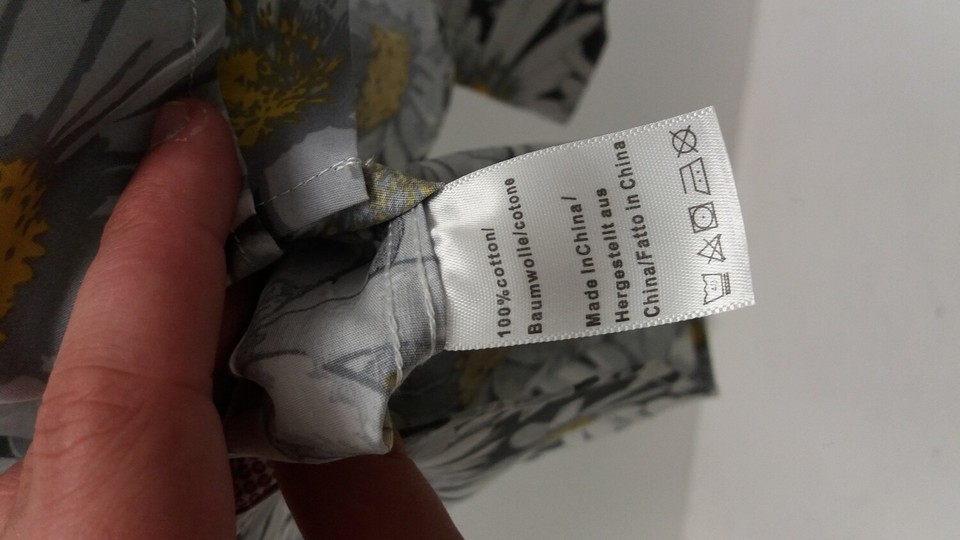 100%cotton/
Baumwolle/cotone
Made InChina/
Hergestellt aus
China/Fatto in China